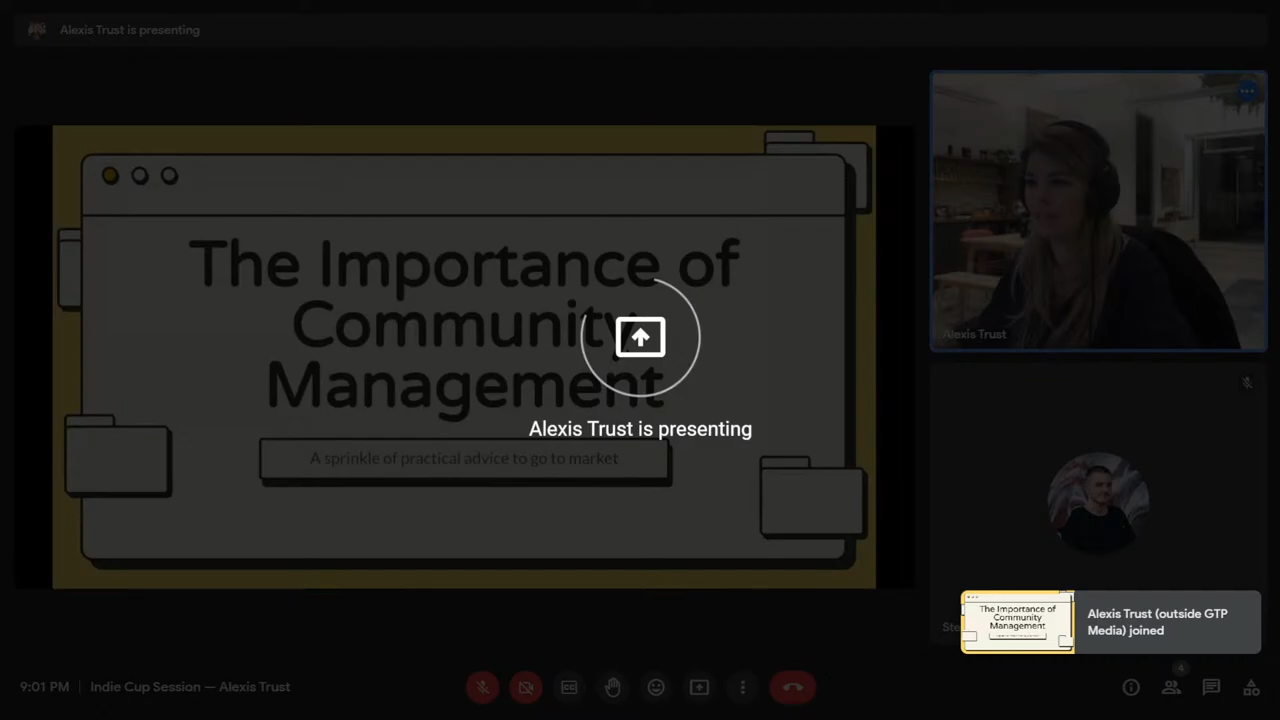 Alexis Trust is presenting
The Importance of
Community
Management
A sprinkle of practical advice to go to market
Alexis Trust is presenting
Alexis Trust
The Importance of
Community
Management
Alexis Trust (outside GTP
Media) joined
4
9:01 PM | Indie Cup Session — Alexis Trust
CC